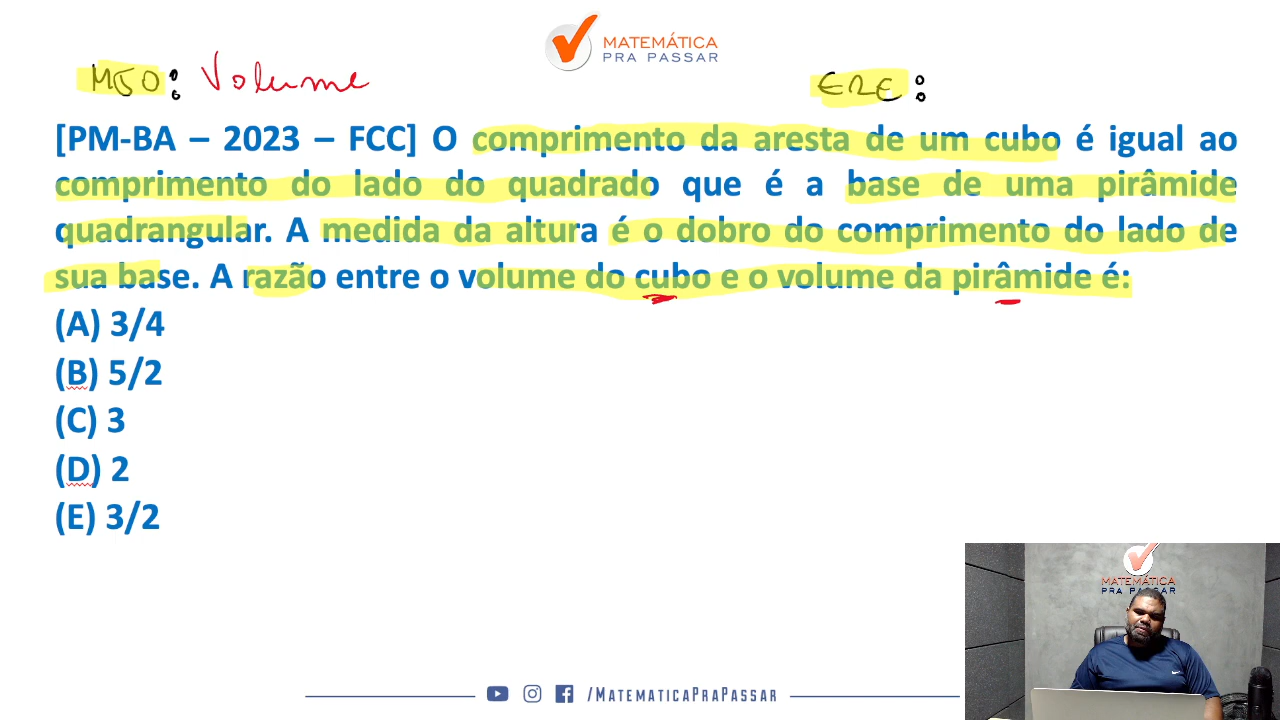 MATEMÁTICA
PRA PASSAR
MSO: Volume
ERE:
[PM-BA – 2023 – FCC] O comprimento da aresta de um cubo é igual ao
comprimento do lado do quadrado que é a base de uma pirâmide
quadrangular. A medida da altura é o dobro do comprimento do lado de
sua base. A razão entre o volume do cubo e o volume da pirâmide é:
(A) 3/4
(B) 5/2
(C) 3
(D) 2
(E) 3/2
MATEMÁTICA
PRA PASSAR
/MATEMATICAPRAPASSAR